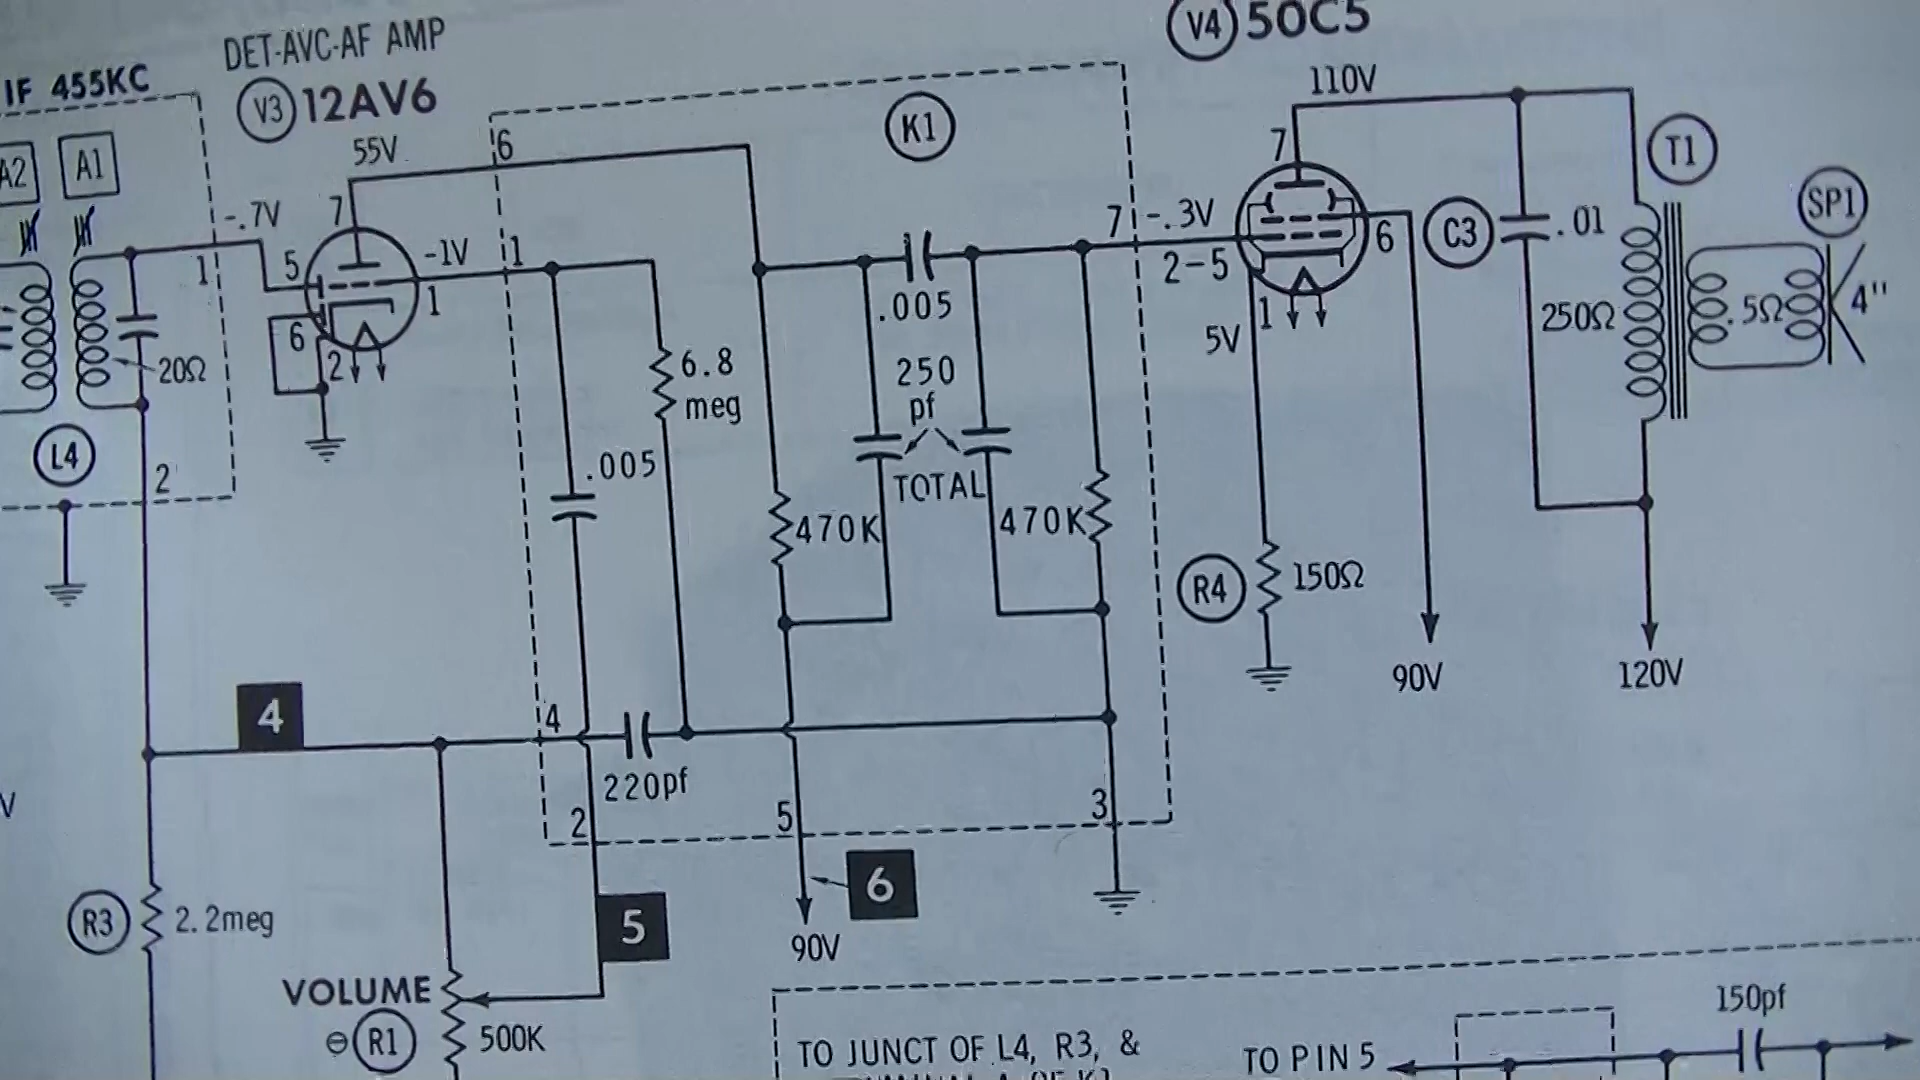 IF 455KC
DET-AVC-AF AMP
V3 12AV6
V4 50C5
A2
A1
55V
6
K1
110V
7
T1
SP1
-.7V
7
-1V
1
7
-.3V
2-5
6
C3
.01
1
5
1
6
2
20Ω
L4
2
.005
6.8
meg
.005
250
pf
TOTAL
470K
470K
5V
1
250Ω
.5Ω
4"
R4
150Ω
90V
120V
4
4
220pf
2
5
3
V
R3
2.2meg
5
6
90V
VOLUME
R1
500K
TO JUNCT OF L4, R3, &
TO PIN 5
150pf